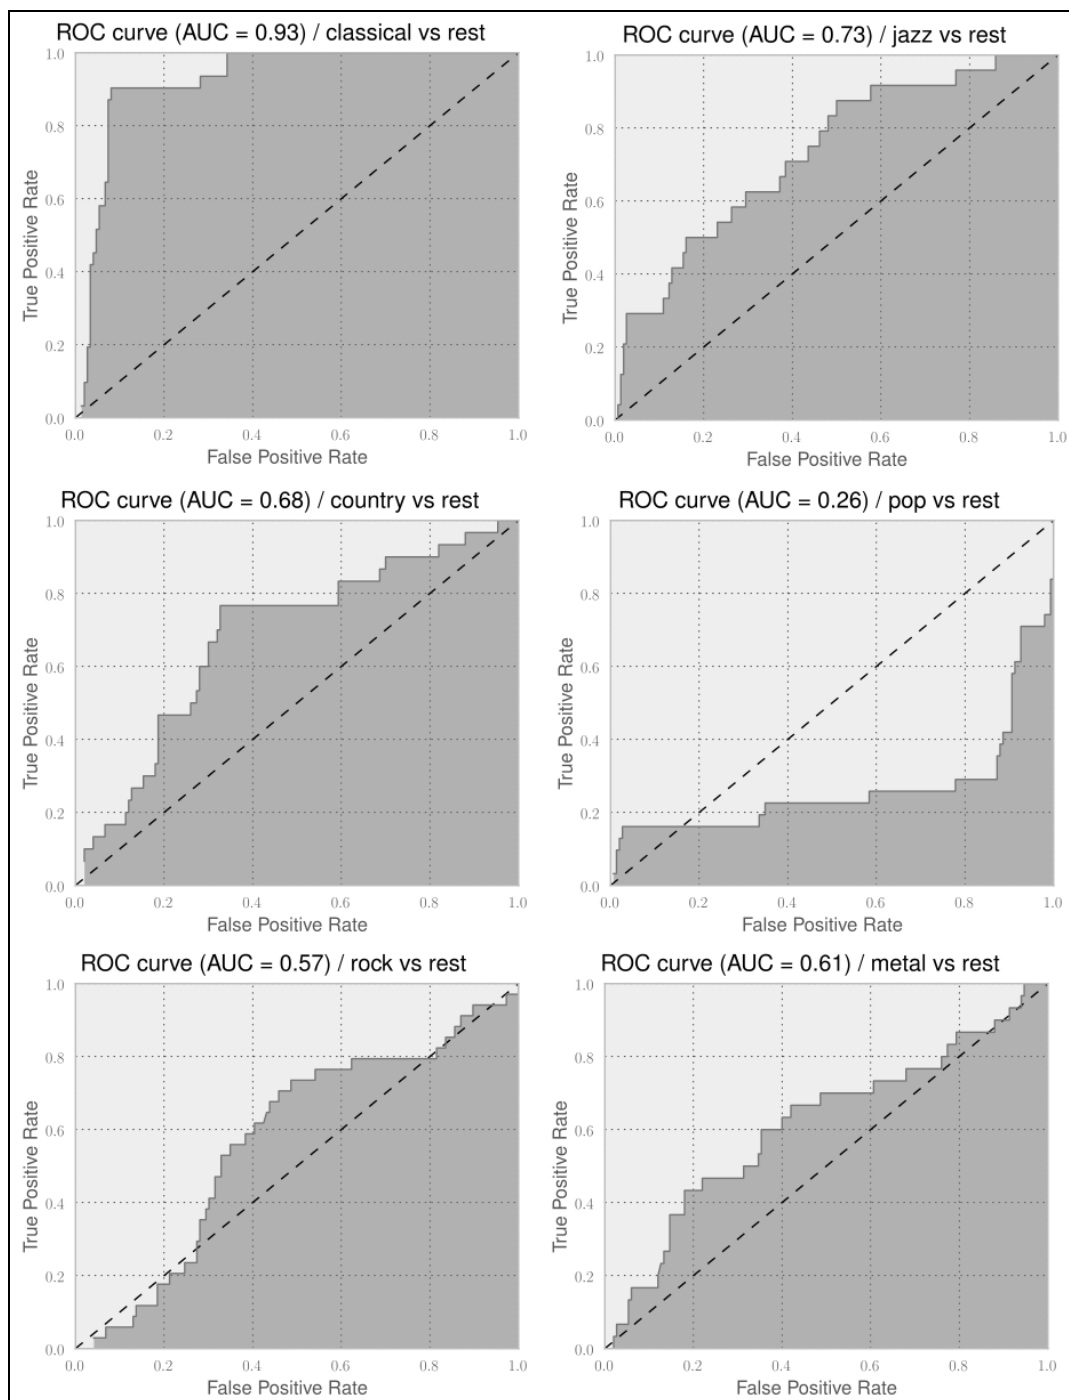 ROC curve (AUC = 0.93) / classical vs rest
1.0
0.8
0.6
0.4
0.2
0.0
True Positive Rate
0.0 0.2 0.4 0.6 0.8 1.0
False Positive Rate
ROC curve (AUC = 0.73) / jazz vs rest
1.0
0.8
0.6
0.4
0.2
0.0
True Positive Rate
0.0 0.2 0.4 0.6 0.8 1.0
False Positive Rate
ROC curve (AUC = 0.68) / country vs rest
1.0
0.8
0.6
0.4
0.2
0.0
True Positive Rate
0.0 0.2 0.4 0.6 0.8 1.0
False Positive Rate
ROC curve (AUC = 0.26) / pop vs rest
1.0
0.8
0.6
0.4
0.2
0.0
True Positive Rate
0.0 0.2 0.4 0.6 0.8 1.0
False Positive Rate
ROC curve (AUC = 0.57) / rock vs rest
1.0
0.8
0.6
0.4
0.2
0.0
True Positive Rate
0.0 0.2 0.4 0.6 0.8 1.0
False Positive Rate
ROC curve (AUC = 0.61) / metal vs rest
1.0
0.8
0.6
0.4
0.2
0.0
True Positive Rate
0.0 0.2 0.4 0.6 0.8 1.0
False Positive Rate